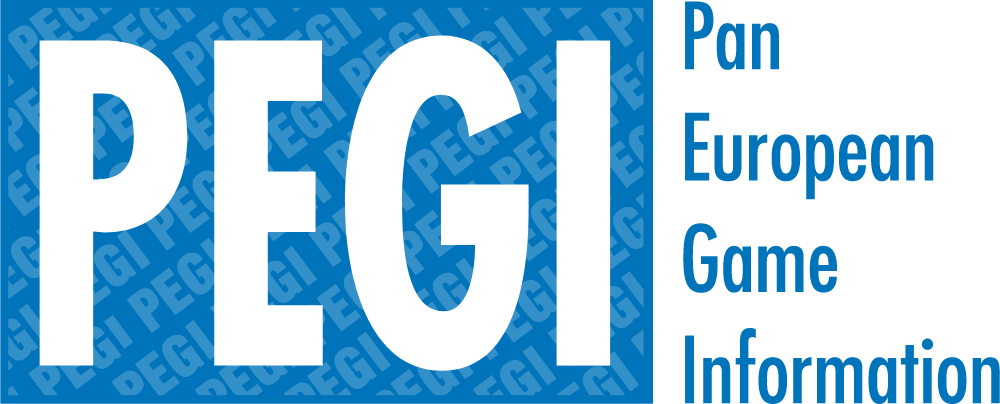 PEGI
Pan
European
Game
Information